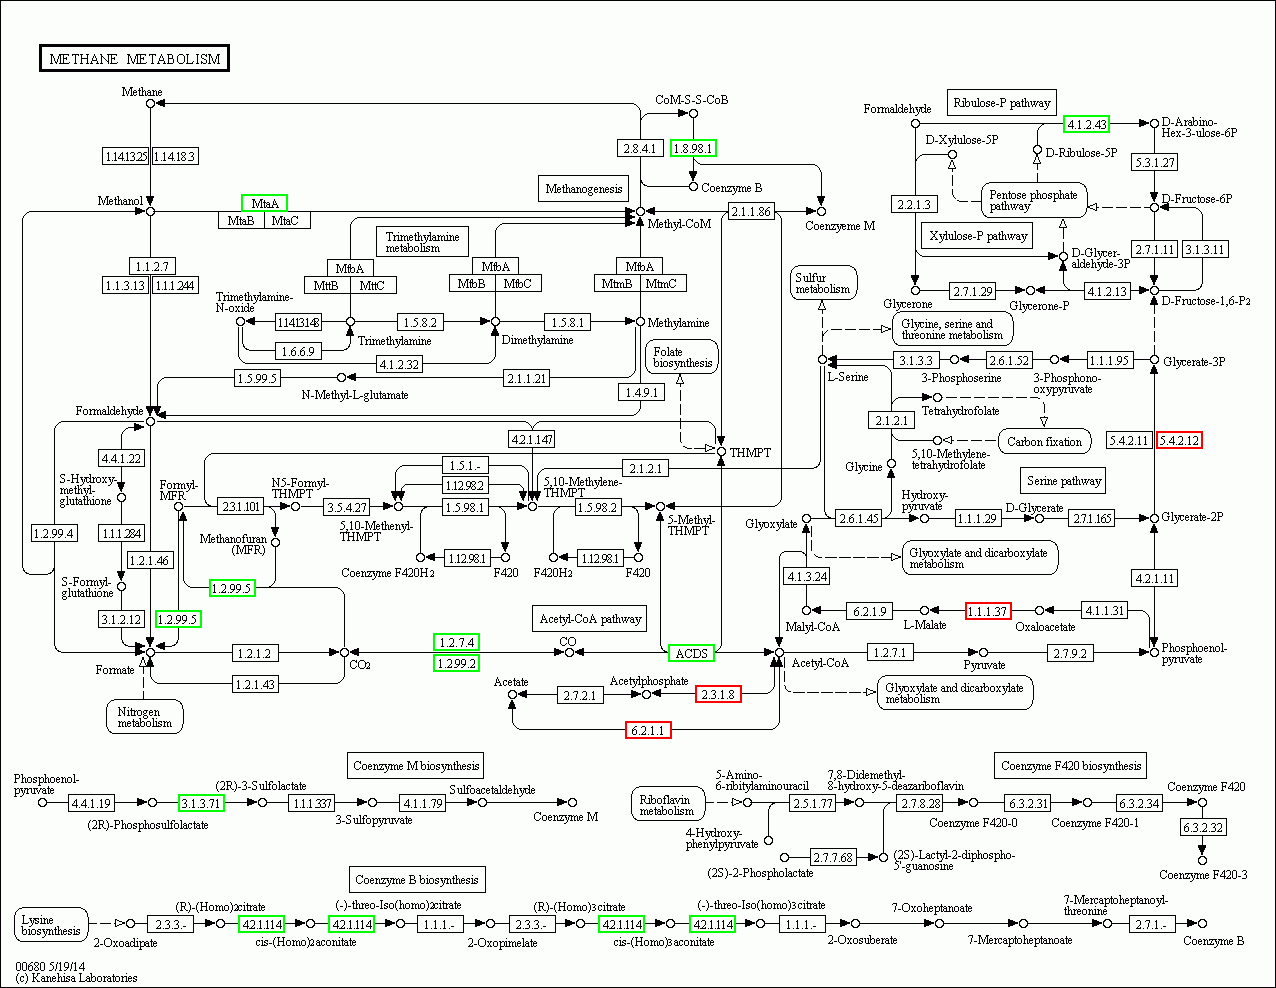 METHANE METABOLISM
Methane
CoM-S-S-CoB
Formaldehyde
Ribulose-P pathway
4.1.2.43
D-Arabino-
Hex-3-ulose-6P
1.14.13.25
1.14.18.3
2.8.4.1
1.8.98.1
D-Xylulose-5P
D-Ribulose-5P
5.3.1.27
Methanogenesis
Coenzyme B
Methanol
MtaA
MtaB
MtaC
Methyl-CoM
2.1.1.86
Coenzyeme M
2.2.1.3
Pentose phosphate
pathway
D-Fructose-6P
Trimethylamine
metabolism
Xylulose-P pathway
D-Glycer-
aldehyde-3P
2.7.1.11
3.1.3.11
1.1.2.7
1.1.3.13
1.1.1.244
MfbA
MttB
MttC
MfbA
MfbB
MfbC
MfbA
MtmB
MtmC
Sulfur
metabolism
Glycerone
2.7.1.29
Glycerone-P
4.1.2.13
D-Fructose-1,6-P2
Trimethylamine-
N-oxide
1.14.13.148
Trimethylamine
1.5.8.2
Dimethylamine
1.5.8.1
Methylamine
Glycine, serine and
threonine metabolism
1.6.6.9
4.1.2.32
Folate
biosynthesis
L-Serine
3.1.3.3
3-Phosphoserine
2.6.1.52
3-Phosphono-
oxypyruvate
1.1.1.95
Glycerate-3P
1.5.99.5
N-Methyl-L-glutamate
2.1.1.21
1.4.9.1
Formaldehyde
Tetrahydrofolate
2.1.2.1
4.2.1.147
THMPT
Carbon fixation
5.4.2.11
5.4.2.12
4.4.1.22
5,10-Methylene-
tetrahydrofolate
Glycine
1.5.1.-
2.1.2.1
1.12.98.2
S-Hydroxy-
methyl-
glutathione
Formyl-
MFR
2.3.1.101
N5-Formyl-
THMPT
3.5.4.27
5,10-Methenyl-
THMPT
1.5.98.1
5,10-Methylene-
THMPT
1.5.98.2
5-Methyl-
THMPT
Serine pathway
Glyoxylate
2.6.1.45
Hydroxy-
pyruvate
1.1.1.29
D-Glycerate
2.7.1.165
Glycerate-2P
1.2.99.4
1.1.1.284
Methanofuran
(MFR)
1.2.1.46
Coenzyme F420H2
1.12.98.1
F420
F420H2
1.12.98.1
F420
Glyoxylate and dicarboxylate
metabolism
S-Formyl-
glutathione
1.2.99.5
4.1.3.24
4.2.1.11
3.1.2.12
1.2.99.5
Acetyl-CoA pathway
Malyl-CoA
6.2.1.9
L-Malate
1.1.1.37
Oxaloacetate
4.1.1.31
Formate
1.2.1.2
CO2
1.2.7.4
1.2.99.2
CO
ACDS
Acetyl-CoA
1.2.7.1
Pyruvate
2.7.9.2
Phosphoenol-
pyruvate
1.2.1.43
Acetate
2.7.2.1
Acetylphosphate
2.3.1.8
Glyoxylate and dicarboxylate
metabolism
Nitrogen
metabolism
6.2.1.1
Coenzyme M biosynthesis
Coenzyme F420 biosynthesis
Phosphoenol-
pyruvate
4.4.1.19
(2R)-Phosphosulfolactate
3.1.3.71
(2R)-3-Sulfolactate
1.1.1.337
3-Sulfopyruvate
4.1.1.79
Sulfoacetaldehyde
Coenzyme M
Riboflavin
metabolism
5-Amino-
6-ribitylaminouracil
2.5.1.77
7,8-Didemethyl-
8-hydroxy-5-deazariboflavin
2.7.8.28
Coenzyme F420-0
6.3.2.31
Coenzyme F420-1
6.3.2.34
Coenzyme F420
4-Hydroxy-
phenylpyruvate
6.3.2.32
(2S)-2-Phospholactate
2.7.7.68
(2S)-Lactyl-2-diphospho-
5'-guanosine
Coenzyme F420-3
Coenzyme B biosynthesis
Lysine
biosynthesis
2-Oxoadipate
2.3.3.-
(R)-(Homo)2citrate
4.2.1.114
cis-(Homo)2aconitate
4.2.1.114
(-)-threo-Iso(homo)2citrate
1.1.1.-
2-Oxopimelate
2.3.3.-
(R)-(Homo)3citrate
4.2.1.114
cis-(Homo)3aconitate
4.2.1.114
(-)-threo-Iso(homo)3citrate
1.1.1.-
2-Oxosuberate
7-Oxoheptanoate
7-Mercaptoheptanoate
7-Mercaptoheptanoyl-
threonine
2.7.1.-
Coenzyme B
00680 5/19/14
(c) Kanehisa Laboratories